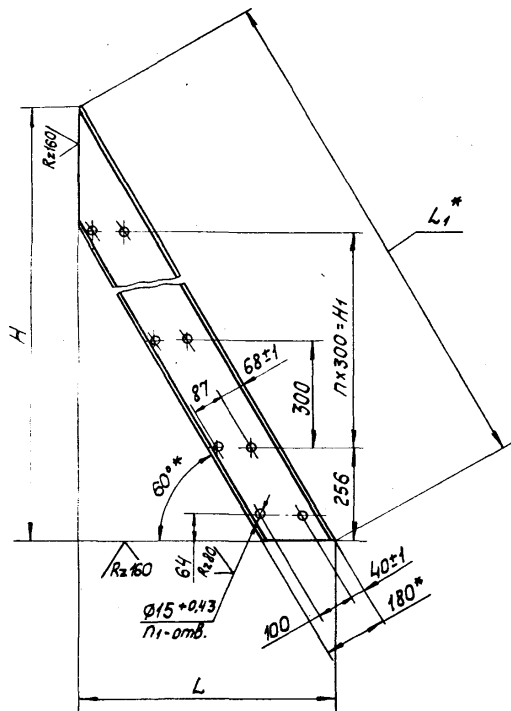 Rz160
L₁*
H
n×300=H₁
87
68±1
300
60°*
256
64
Rz160
Rz80
40±1
180*
100
Ø15 +0,43
n₁-отв.
L